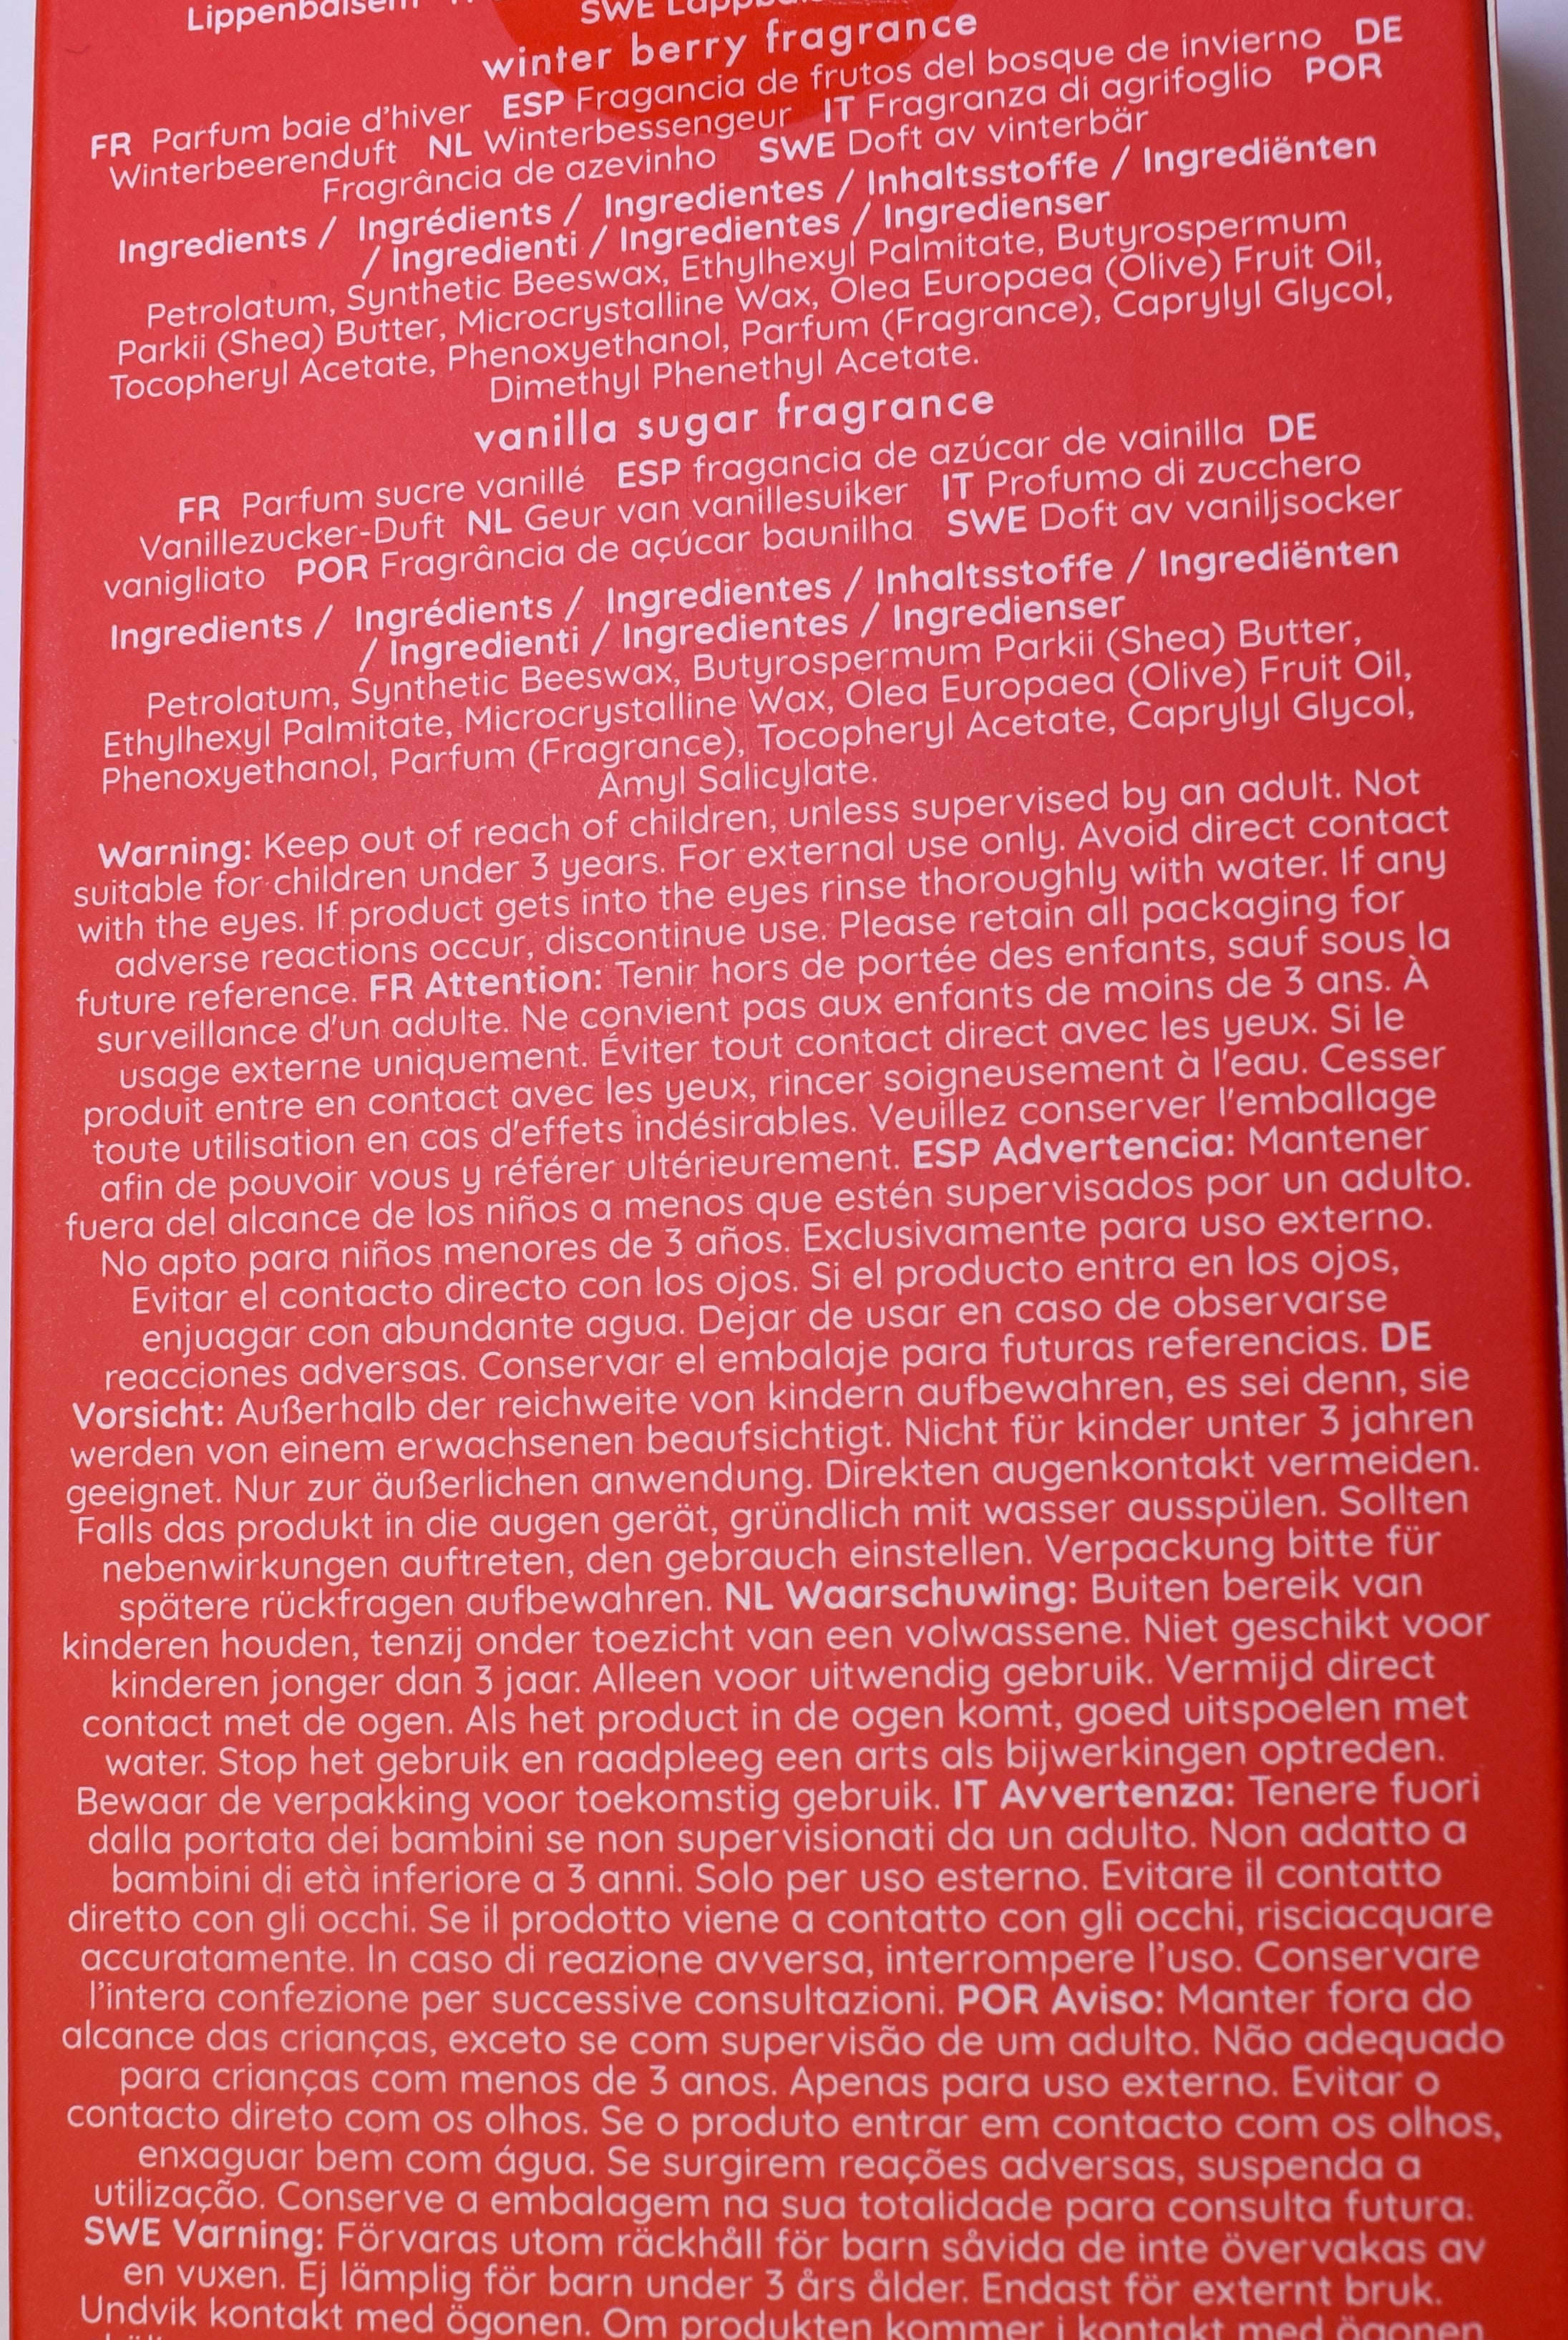 Lippenbalsem
SWE Läppbalsam
winter berry fragrance
FR Parfum baie d'hiver ESP Fragancia de frutos del bosque de invierno DE
Winterbeerenduft NL Winterbessengeur IT Fragranza di agrifoglio POR
Fragrância de azevinho SWE Doft av vinterbär
Ingredients / Ingrédients / Ingredientes / Inhaltsstoffe / Ingrediënten
/ Ingredienti / Ingredientes / Ingredienser
Petrolatum, Synthetic Beeswax, Ethylhexyl Palmitate, Butyrospermum
Parkii (Shea) Butter, Microcrystalline Wax, Olea Europaea (Olive) Fruit Oil,
Tocopheryl Acetate, Phenoxyethanol, Parfum (Fragrance), Caprylyl Glycol,
Dimethyl Phenethyl Acetate.
vanilla sugar fragrance
FR Parfum sucre vanillé ESP fragancia de azúcar de vainilla DE
Vanillezucker-Duft NL Geur van vanillesuiker IT Profumo di zucchero
vanigliato POR Fragrância de açúcar baunilha SWE Doft av vaniljsocker
Ingredients / Ingrédients / Ingredientes / Inhaltsstoffe / Ingrediënten
/ Ingredienti / Ingredientes / Ingredienser
Petrolatum, Synthetic Beeswax, Butyrospermum Parkii (Shea) Butter,
Ethylhexyl Palmitate, Microcrystalline Wax, Olea Europaea (Olive) Fruit Oil,
Phenoxyethanol, Parfum (Fragrance), Tocopheryl Acetate, Caprylyl Glycol,
Amyl Salicylate.
Warning: Keep out of reach of children, unless supervised by an adult. Not
suitable for children under 3 years. For external use only. Avoid direct contact
with the eyes. If product gets into the eyes rinse thoroughly with water. If any
adverse reactions occur, discontinue use. Please retain all packaging for
future reference. FR Attention: Tenir hors de portée des enfants, sauf sous la
surveillance d'un adulte. Ne convient pas aux enfants de moins de 3 ans. À
usage externe uniquement. Éviter tout contact direct avec les yeux. Si le
produit entre en contact avec les yeux, rincer soigneusement à l'eau. Cesser
toute utilisation en cas d'effets indésirables. Veuillez conserver l'emballage
afin de pouvoir vous y référer ultérieurement. ESP Advertencia: Mantener
fuera del alcance de los niños a menos que estén supervisados por un adulto.
No apto para niños menores de 3 años. Exclusivamente para uso externo.
Evitar el contacto directo con los ojos. Si el producto entra en los ojos,
enjuagar con abundante agua. Dejar de usar en caso de observarse
reacciones adversas. Conservar el embalaje para futuras referencias. DE
Vorsicht: Außerhalb der reichweite von kindern aufbewahren, es sei denn, sie
werden von einem erwachsenen beaufsichtigt. Nicht für kinder unter 3 jahren
geeignet. Nur zur äußerlichen anwendung. Direkten augenkontakt vermeiden.
Falls das produkt in die augen gerät, gründlich mit wasser ausspülen. Sollten
nebenwirkungen auftreten, den gebrauch einstellen. Verpackung bitte für
spätere rückfragen aufbewahren. NL Waarschuwing: Buiten bereik van
kinderen houden, tenzij onder toezicht van een volwassene. Niet geschikt voor
kinderen jonger dan 3 jaar. Alleen voor uitwendig gebruik. Vermijd direct
contact met de ogen. Als het product in de ogen komt, goed uitspoelen met
water. Stop het gebruik en raadpleeg een arts als bijwerkingen optreden.
Bewaar de verpakking voor toekomstig gebruik. IT Avvertenza: Tenere fuori
dalla portata dei bambini se non supervisionati da un adulto. Non adatto a
bambini di età inferiore a 3 anni. Solo per uso esterno. Evitare il contatto
diretto con gli occhi. Se il prodotto viene a contatto con gli occhi, risciacquare
accuratamente. In caso di reazione avversa, interrompere l'uso. Conservare
l'intera confezione per successive consultazioni. POR Aviso: Manter fora do
alcance das crianças, exceto se com supervisão de um adulto. Não adequado
para crianças com menos de 3 anos. Apenas para uso externo. Evitar o
contacto direto com os olhos. Se o produto entrar em contacto com os olhos,
enxaguar bem com água. Se surgirem reações adversas, suspenda a
utilização. Conserve a embalagem na sua totalidade para consulta futura.
SWE Varning: Förvaras utom räckhåll för barn såvida de inte övervakas av
en vuxen. Ej lämplig för barn under 3 års ålder. Endast för externt bruk.
Undvik kontakt med ögonen. Om produkten kommer i kontakt med ögonen